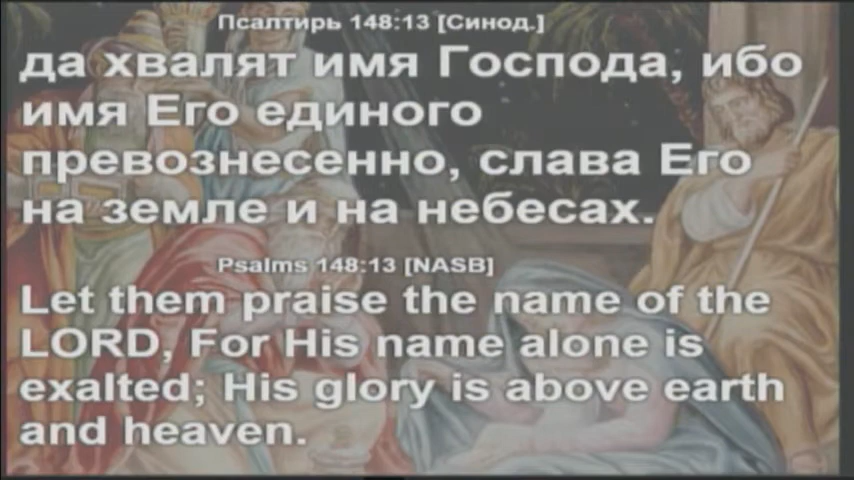 Псалтирь 148:13 [Синод.]
да хвалят имя Господа, ибо
имя Его единого
превознесенно, слава Его
на земле и на небесах.
Psalms 148:13 [NASB]
Let them praise the name of the
LORD, For His name alone is
exalted; His glory is above earth
and heaven.